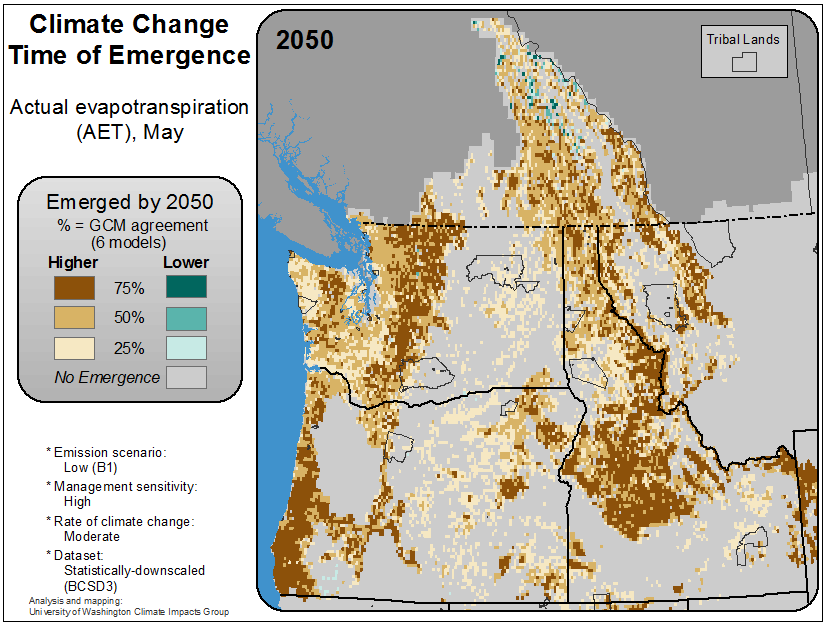 Climate Change
Time of Emergence
Actual evapotranspiration
(AET), May
Emerged by 2050
% = GCM agreement
(6 models)
Higher Lower
75%
50%
25%
No Emergence
* Emission scenario:
Low (B1)
* Management sensitivity:
High
* Rate of climate change:
Moderate
* Dataset:
Statistically-downscaled
(BCSD3)
Analysis and mapping:
University of Washington Climate Impacts Group
2050
Tribal Lands